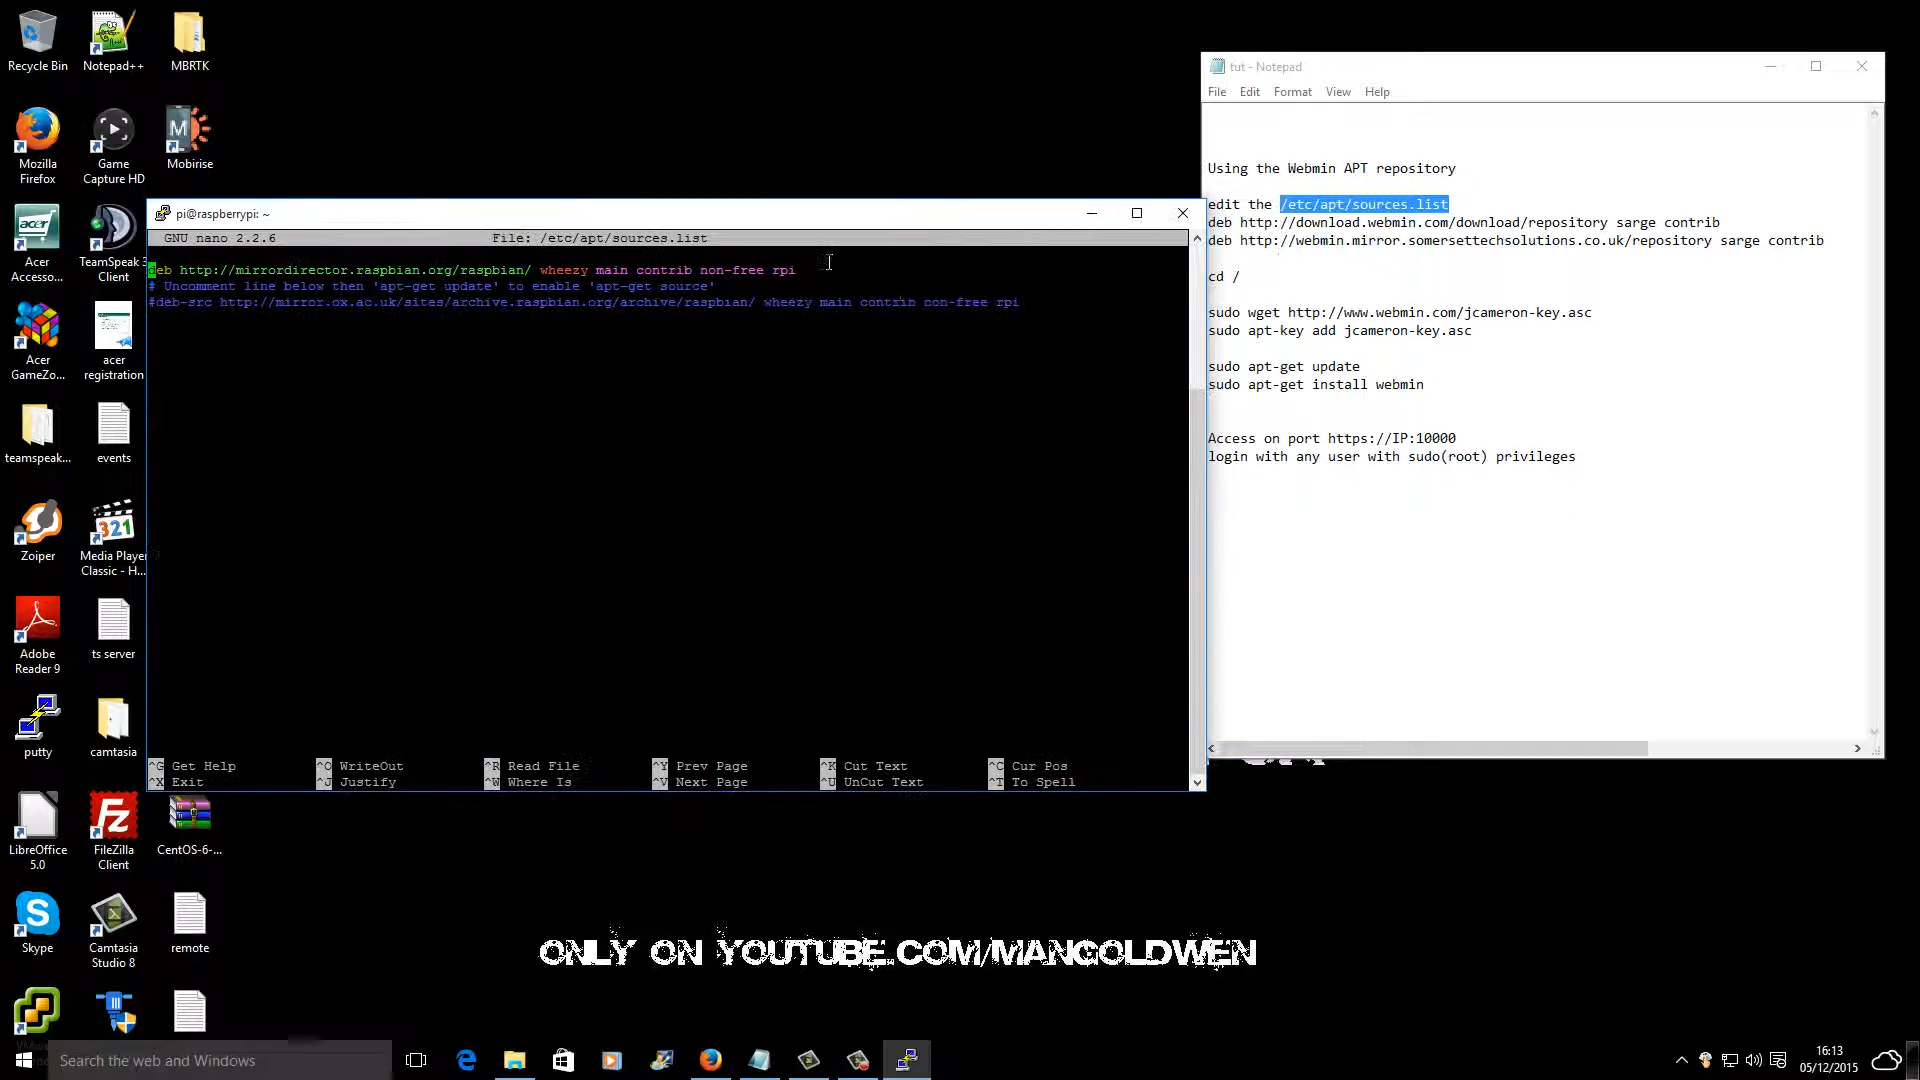 Recycle Bin
Notepad++
MBRTK
Mozilla
Firefox
Game
Capture HD
Mobirise
Acer
Accesso...
TeamSpeak 3
Client
Acer
GameZo...
acer
registration
teamspeak...
events
Zoiper
Media Player
Classic - H...
Adobe
Reader 9
ts server
putty
camtasia
LibreOffice
5.0
FileZilla
Client
CentOS-6-...
Skype
Camtasia
Studio 8
remote
pi@raspberrypi: ~
GNU nano 2.2.6
File: /etc/apt/sources.list
deb http://mirrordirector.raspbian.org/raspbian/ wheezy main contrib non-free rpi
# Uncomment line below then 'apt-get update' to enable 'apt-get source'
#deb-src http://mirror.ox.ac.uk/sites/archive.raspbian.org/archive/raspbian/ wheezy main contrib non-free rpi
^G Get Help ^O WriteOut ^R Read File ^Y Prev Page ^K Cut Text ^C Cur Pos
^X Exit ^J Justify ^W Where Is ^V Next Page ^U UnCut Text ^T To Spell
tut - Notepad
File Edit Format View Help
Using the Webmin APT repository
edit the /etc/apt/sources.list
deb http://download.webmin.com/download/repository sarge contrib
deb http://webmin.mirror.somersettechsolutions.co.uk/repository sarge contrib
cd /
sudo wget http://www.webmin.com/jcameron-key.asc
sudo apt-key add jcameron-key.asc
sudo apt-get update
sudo apt-get install webmin
Access on port https://IP:10000
login with any user with sudo(root) privileges
ONLY ON YOUTUBE.COM/MANGOLDWEN
Search the web and Windows
16:13
05/12/2015